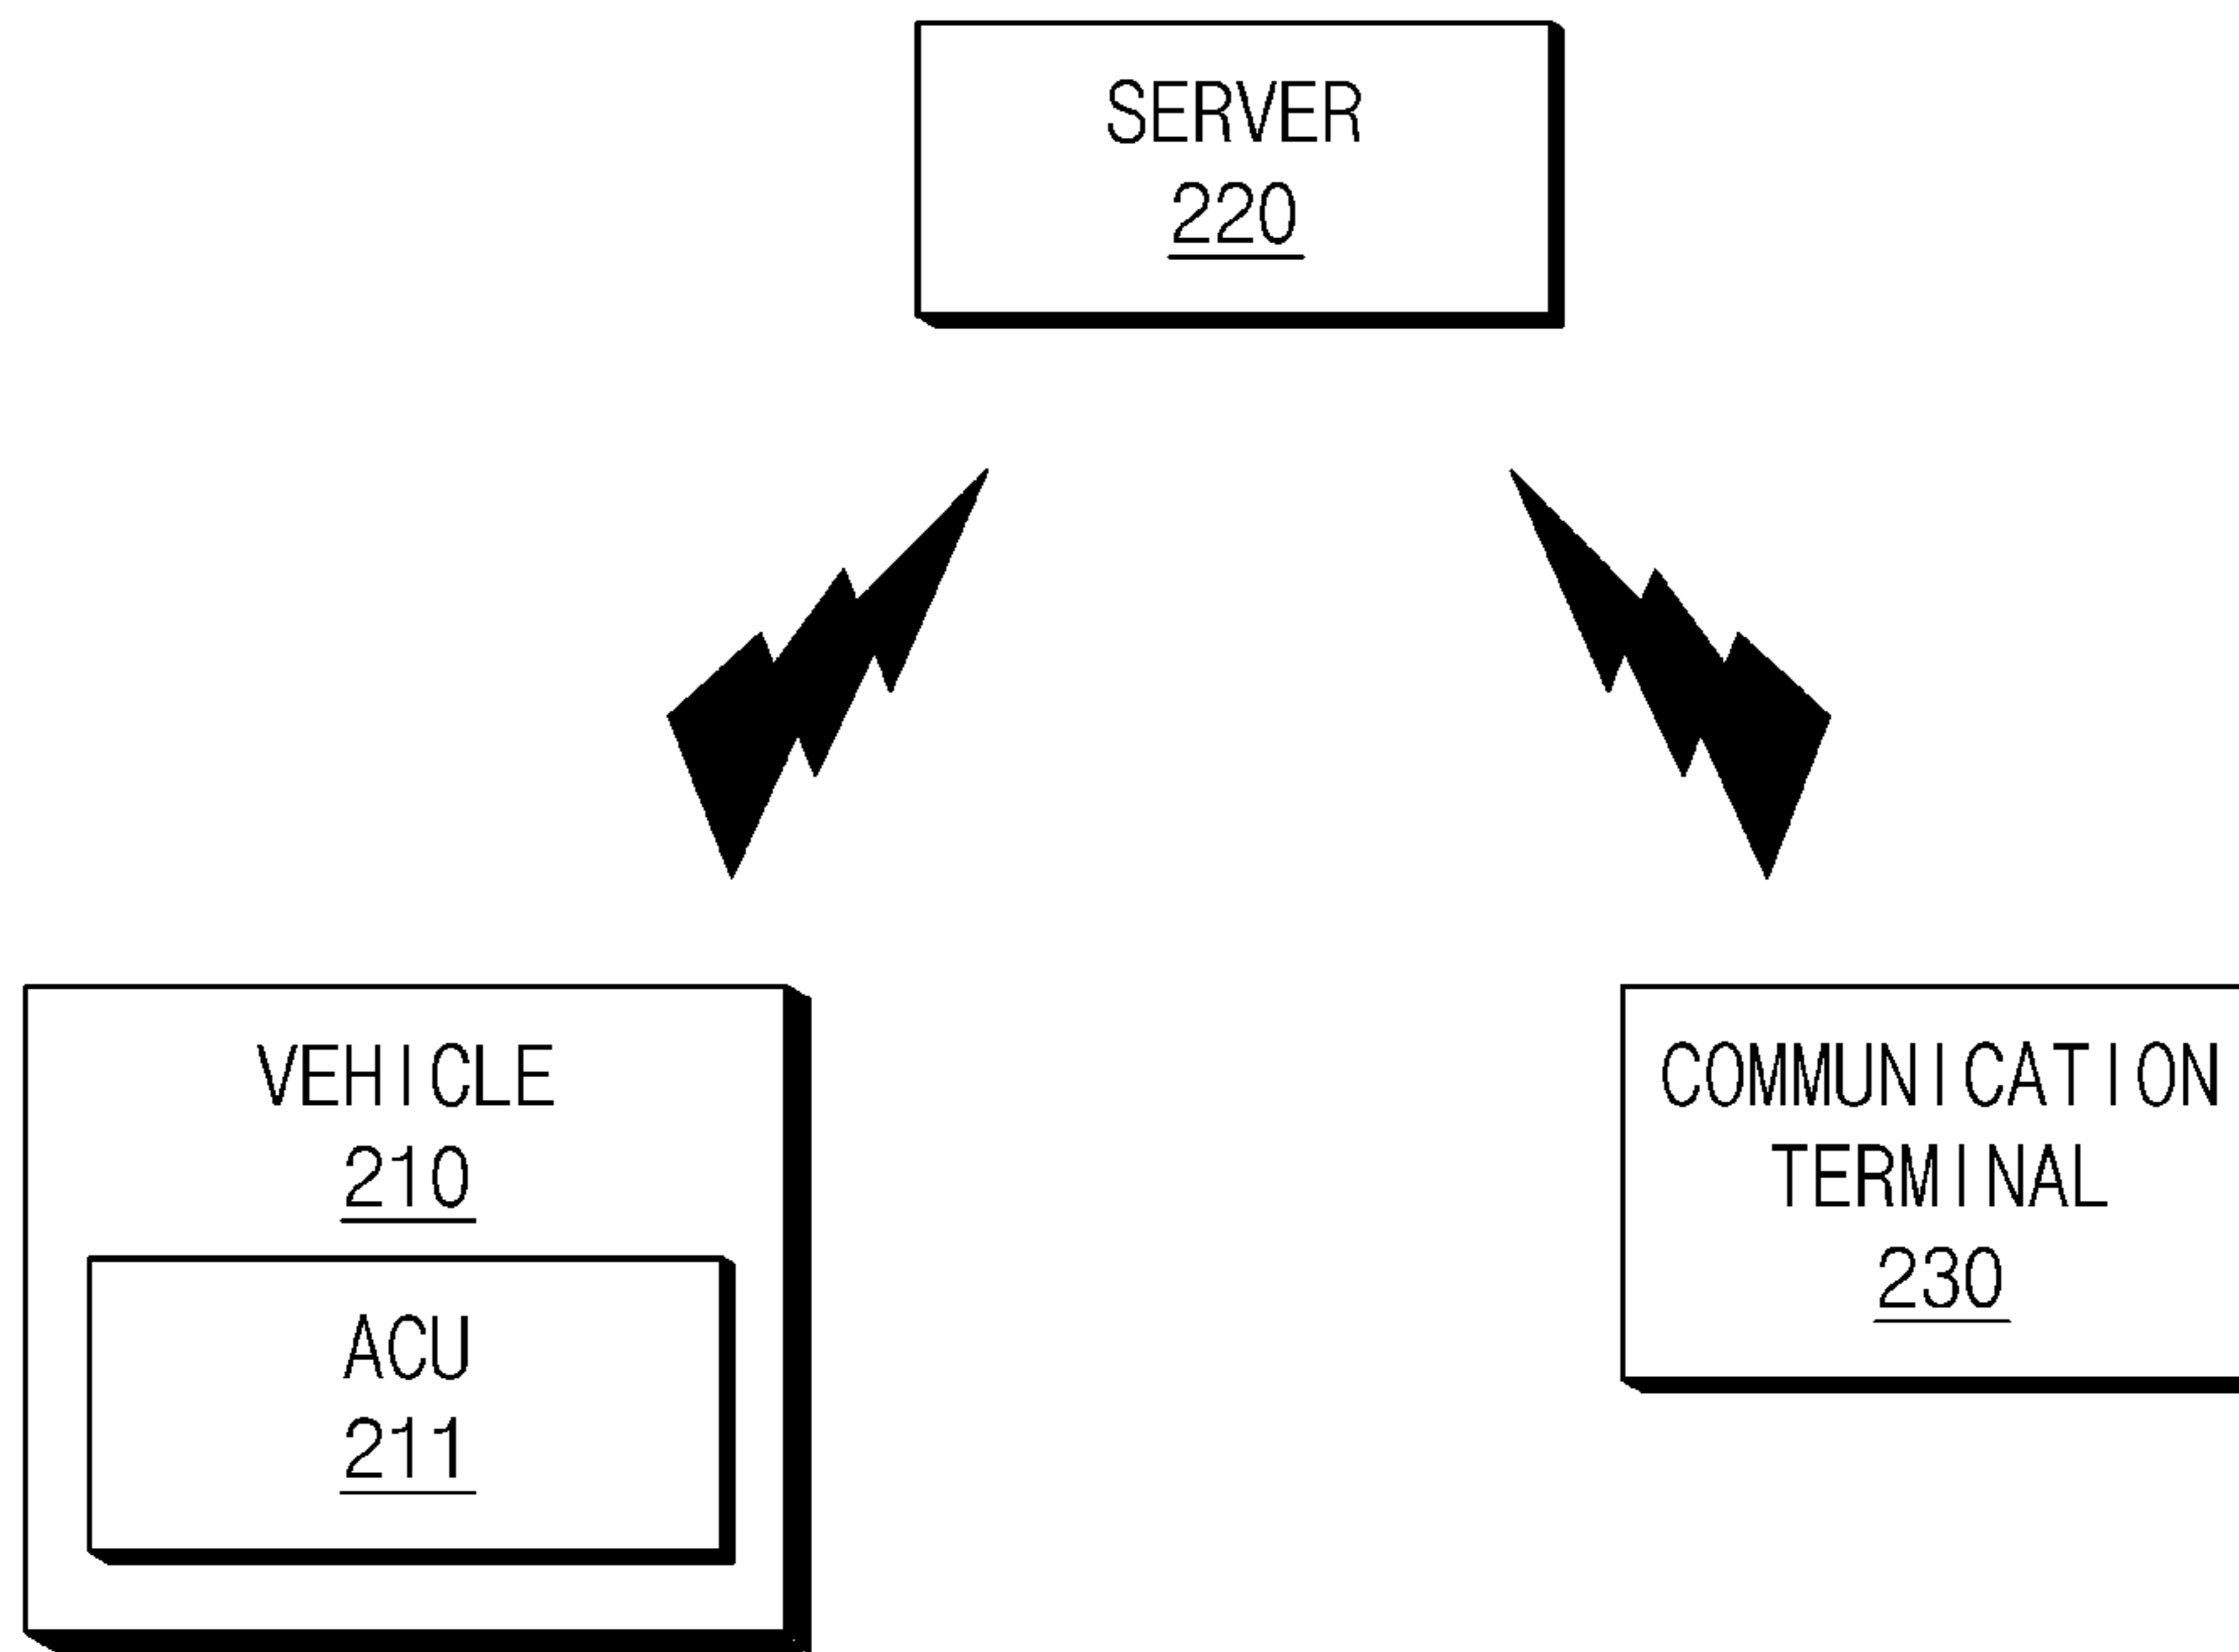 SERVER
220
VEHICLE
210
ACU
211
COMMUNICATION
TERMINAL
230